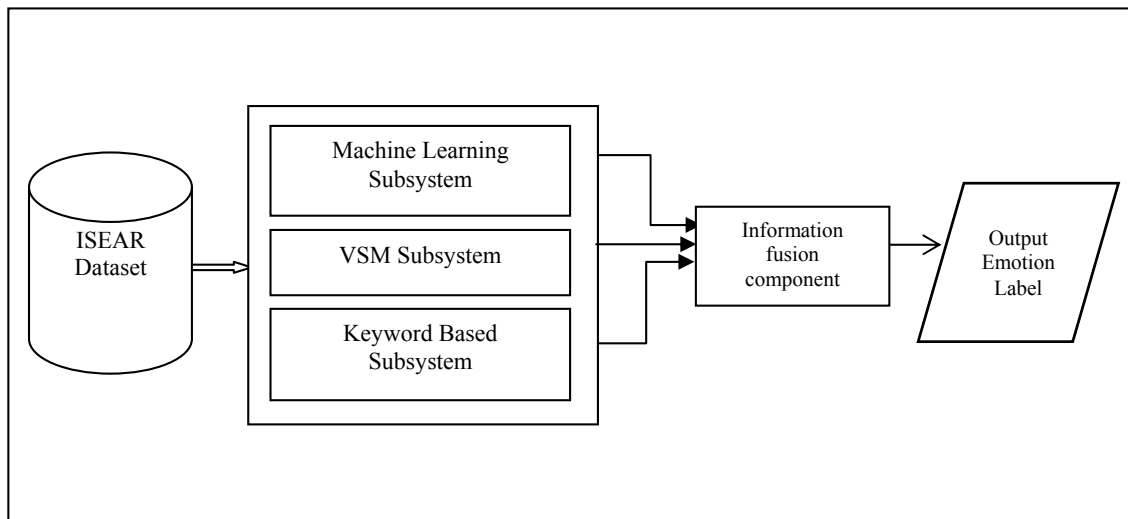 ISEAR
Dataset
Machine Learning
Subsystem
VSM Subsystem
Keyword Based
Subsystem
Information
fusion
component
Output
Emotion
Label